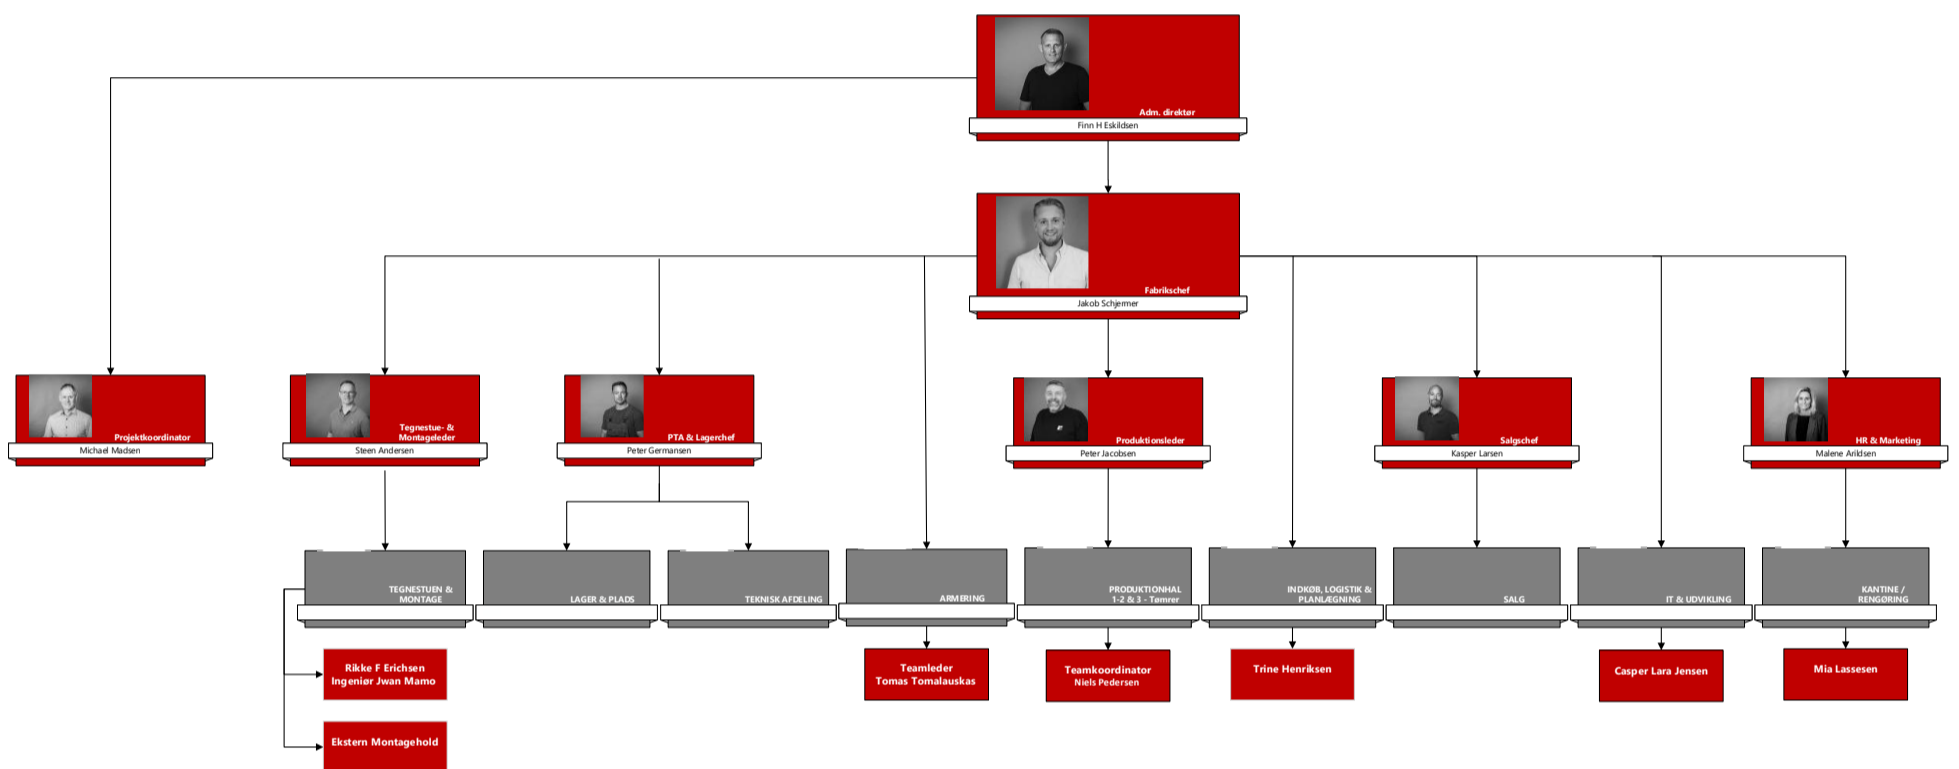 Adm. direktør
Finn H Eskildsen
Fabrikschef
Jakob Schjermer
Projektkoordinator
Michael Madsen
Tegnestue- &
Montageleder
Steen Andersen
PTA & Lagerchef
Peter Germansen
Produktionsleder
Peter Jacobsen
Salgschef
Kasper Larsen
HR & Marketing
Malene Arildsen
TEGNESTUEN &
MONTAGE
LAGER & PLADS
TEKNISK AFDELING
ARMERING
PRODUKTIONHAL
1-2 & 3 - Tømrer
INDKØB, LOGISTIK &
PLANLÆGNING
SALG
IT & UDVIKLING
KANTINE /
RENGØRING
Rikke F Erichsen
Ingeniør Jwan Mamo
Teamleder
Tomas Tomalauskas
Teamkoordinator
Niels Pedersen
Trine Henriksen
Casper Lara Jensen
Mia Lassesen
Ekstern Montagehold